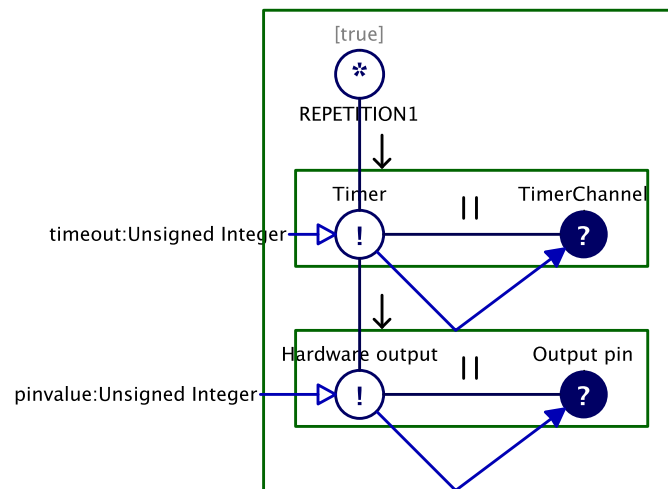 [true]
*
REPETITION1
Timer
TimerChannel
||
timeout:Unsigned Integer
!
?
Hardware output
Output pin
||
pinvalue:Unsigned Integer
!
?